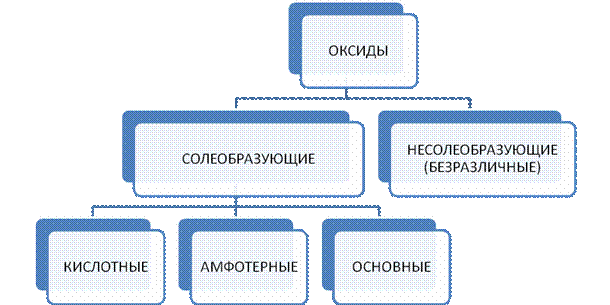 ОКСИДЫ
СОЛЕОБРАЗУЮЩИЕ
НЕСОЛЕОБРАЗУЮЩИЕ
(БЕЗРАЗЛИЧНЫЕ)
КИСЛОТНЫЕ
АМФОТЕРНЫЕ
ОСНОВНЫЕ